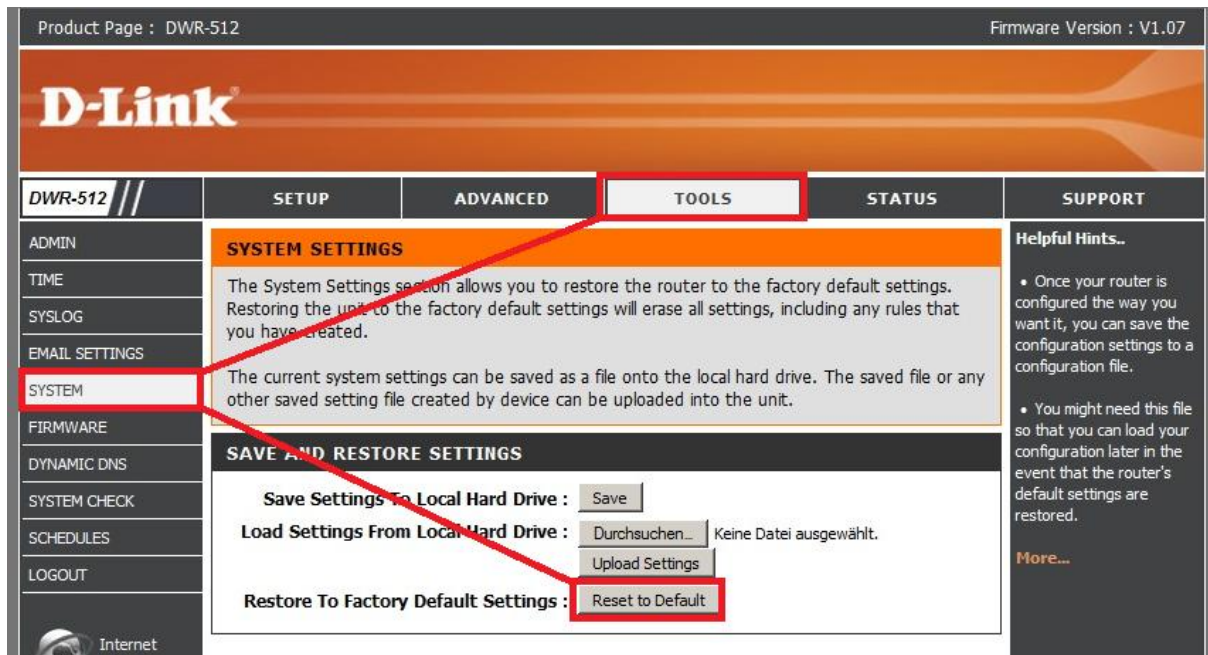 Product Page : DWR-512
Firmware Version : V1.07
D-Link
DWR-512
SETUP
ADVANCED
TOOLS
STATUS
SUPPORT
ADMIN
TIME
SYSLOG
EMAIL SETTINGS
SYSTEM
FIRMWARE
DYNAMIC DNS
SYSTEM CHECK
SCHEDULES
LOGOUT
Internet
SYSTEM SETTINGS
The System Settings section allows you to restore the router to the factory default settings.
Restoring the unit to the factory default settings will erase all settings, including any rules that
you have created.
The current system settings can be saved as a file onto the local hard drive. The saved file or any
other saved setting file created by device can be uploaded into the unit.
SAVE AND RESTORE SETTINGS
Save Settings To Local Hard Drive : Save
Load Settings From Local Hard Drive : Durchsuchen... Keine Datei ausgewählt.
Upload Settings
Restore To Factory Default Settings : Reset to Default
Helpful Hints..
• Once your router is
configured the way you
want it, you can save the
configuration settings to a
configuration file.
• You might need this file
so that you can load your
configuration later in the
event that the router's
default settings are
restored.
More...